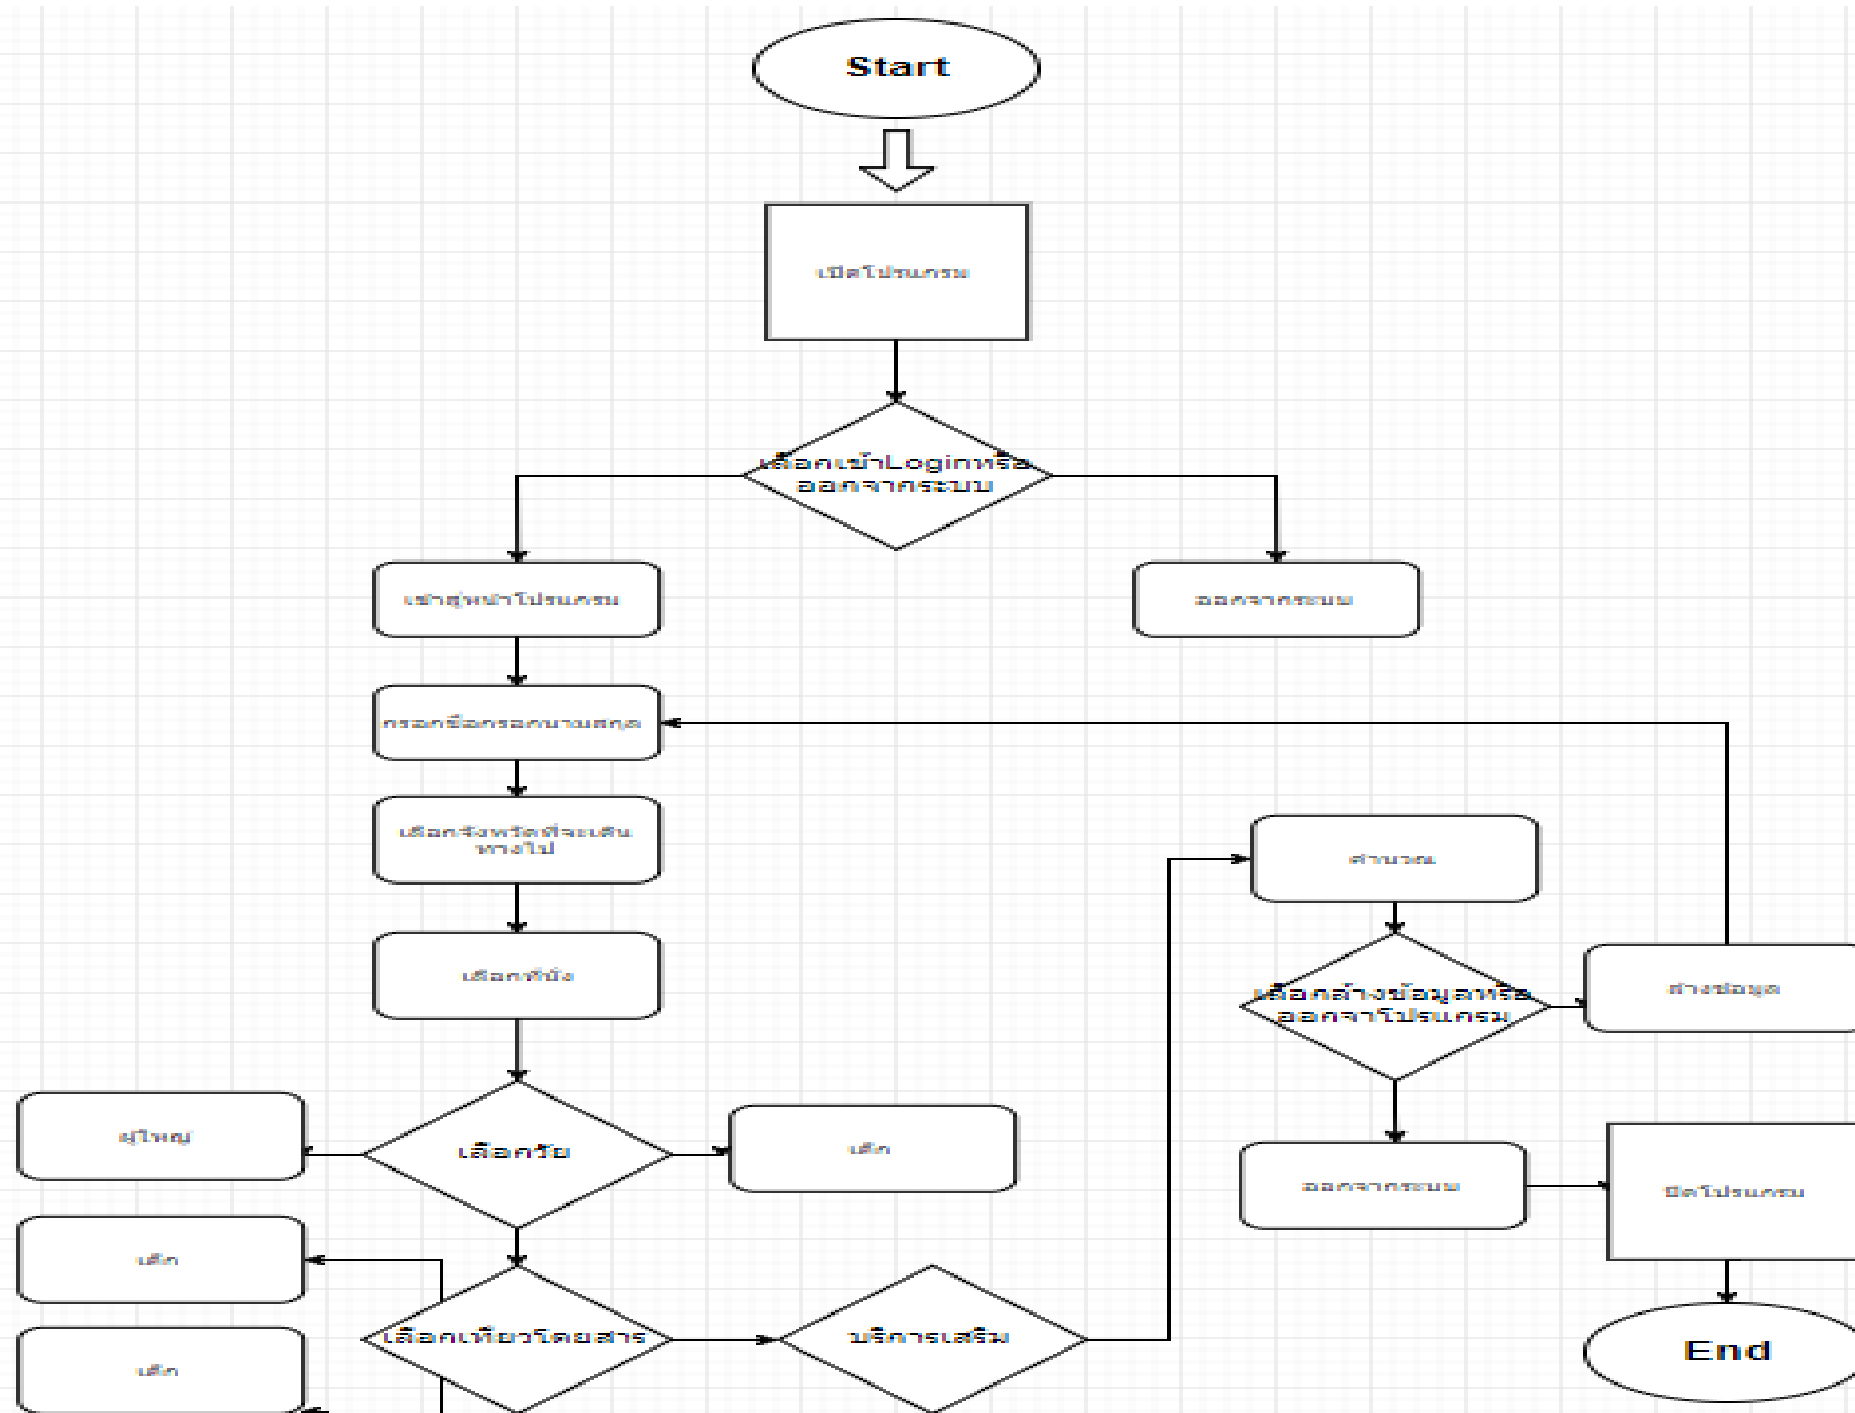 Start
เปิดโปรแกรม
เลือกเข้าLoginหรือ
ออกจากระบบ
เข้าสู่หน้าโปรแกรม
ออกจากระบบ
กรอกชื่อกรอกนามสกุล
เลือกจังหวัดที่จะเดิน
ทางไป
คำนวณ
เลือกที่นั่ง
เลือกล้างข้อมูลหรือ
ออกจาโปรแกรม
ล้างข้อมูล
ผู้ใหญ่
เลือกวัย
เด็ก
ออกจากระบบ
ปิดโปรแกรม
เด็ก
เลือกเที่ยวโดยสาร
บริการเสริม
End
เด็ก